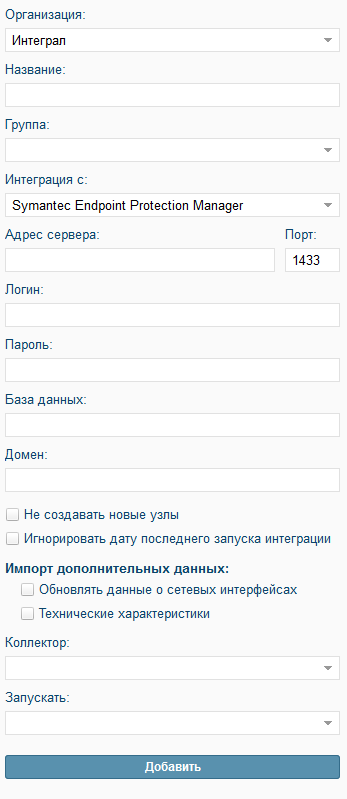 Организация:
Интеграл
Название:
Группа:
Интеграция с:
Symantec Endpoint Protection Manager
Адрес сервера: Порт:
1433
Логин:
Пароль:
База данных:
Домен:
Не создавать новые узлы
Игнорировать дату последнего запуска интеграции
Импорт дополнительных данных:
Обновлять данные о сетевых интерфейсах
Технические характеристики
Коллектор:
Запускать:
Добавить